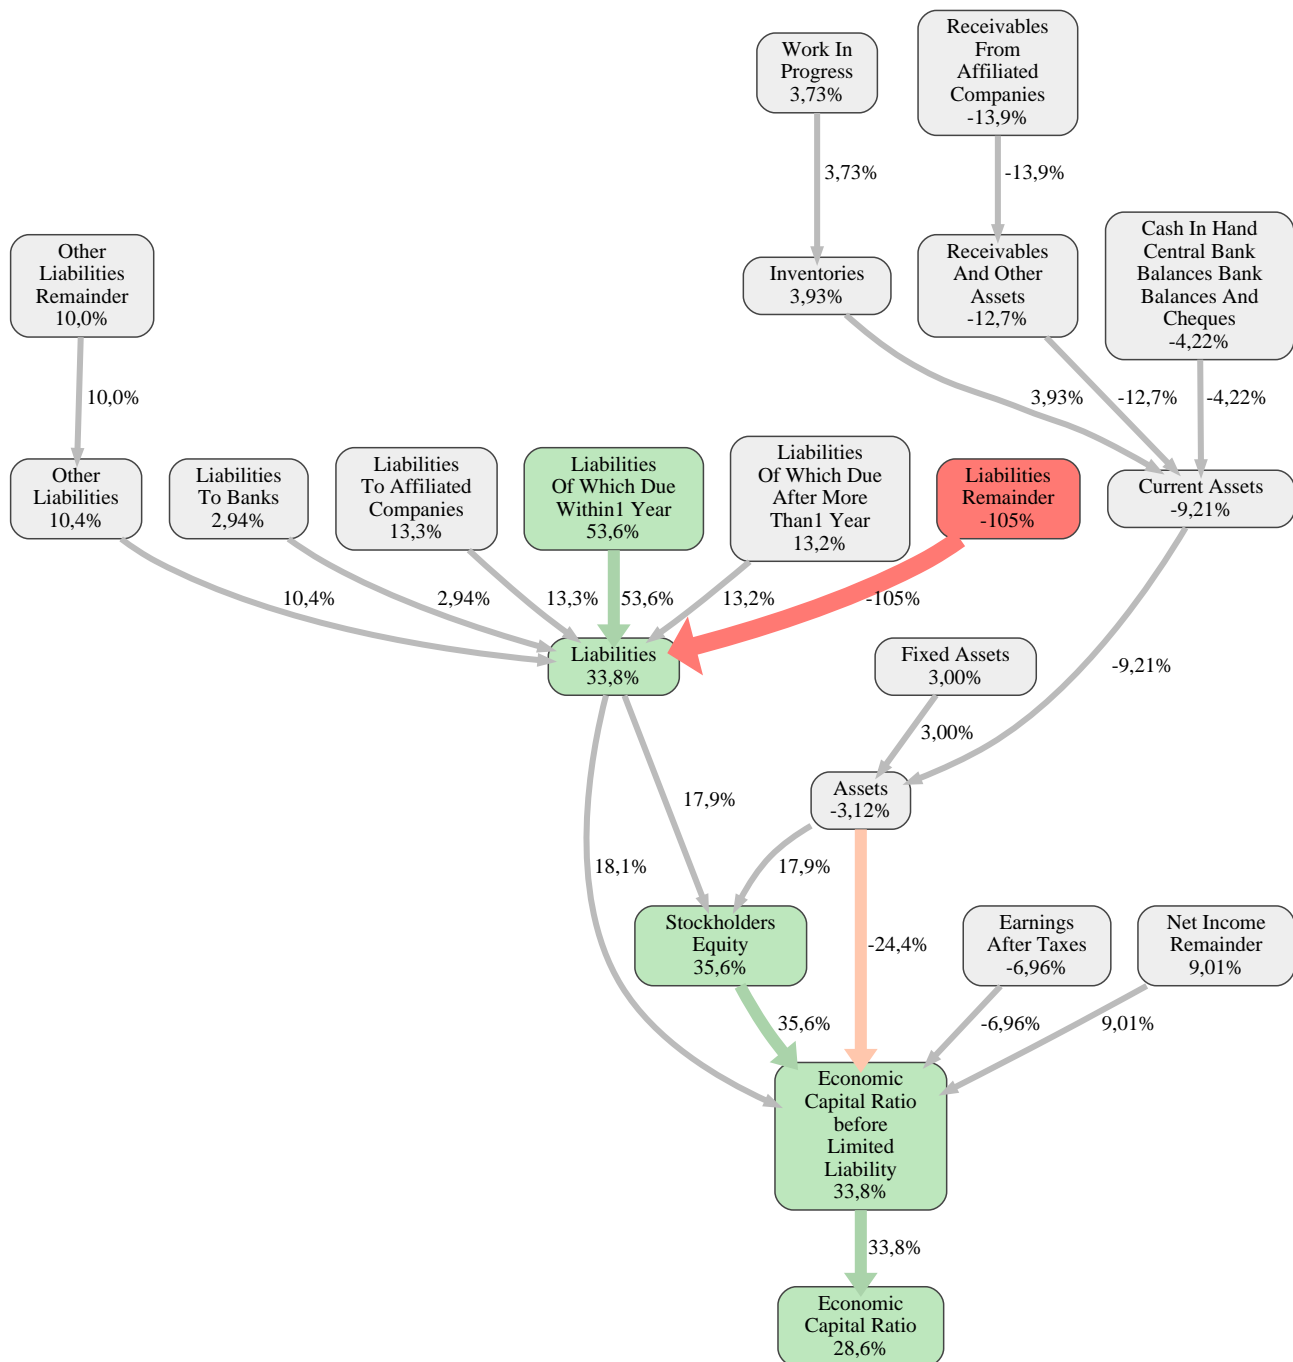 Work In
Progress
3,73%
Receivables
From
Affiliated
Companies
-13,9%
3,73%
-13,9%
Other
Liabilities
Remainder
10,0%
Inventories
3,93%
Receivables
And Other
Assets
-12,7%
Cash In Hand
Central Bank
Balances Bank
Balances And
Cheques
-4,22%
10,0%
3,93%
-12,7%
-4,22%
Other
Liabilities
10,4%
Liabilities
To Banks
2,94%
Liabilities
To Affiliated
Companies
13,3%
Liabilities
Of Which Due
Within1 Year
53,6%
Liabilities
Of Which Due
After More
Than1 Year
13,2%
Liabilities
Remainder
-105%
Current Assets
-9,21%
10,4%
2,94%
13,3%
53,6%
13,2%
-105%
Liabilities
33,8%
Fixed Assets
3,00%
-9,21%
3,00%
17,9%
Assets
-3,12%
18,1%
17,9%
Stockholders
Equity
35,6%
-24,4%
Earnings
After Taxes
-6,96%
Net Income
Remainder
9,01%
35,6%
-6,96%
9,01%
Economic
Capital Ratio
before
Limited
Liability
33,8%
33,8%
Economic
Capital Ratio
28,6%